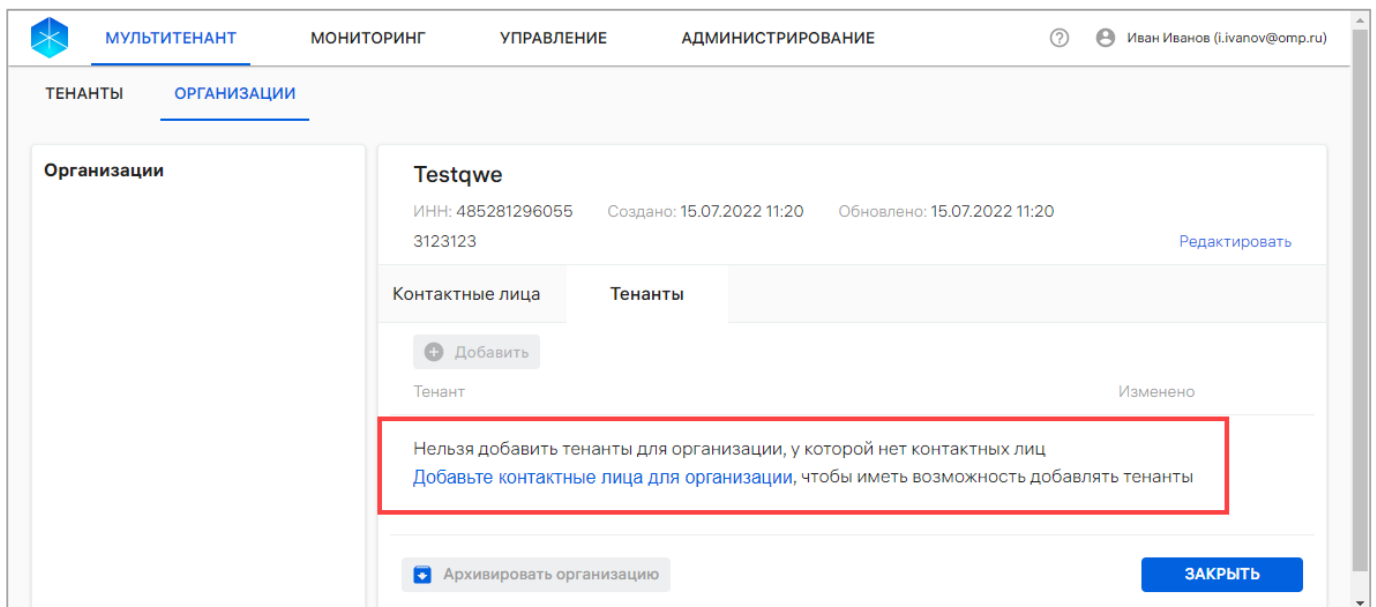 МУЛЬТИТЕНАНТ МОНИТОРИНГ УПРАВЛЕНИЕ АДМИНИСТРИРОВАНИЕ ? Иван Иванов (i.ivanov@omp.ru)
ТЕНАНТЫ ОРГАНИЗАЦИИ
Организации
Testqwe
ИНН: 485281296055 Создано: 15.07.2022 11:20 Обновлено: 15.07.2022 11:20
3123123
Редактировать
Контактные лица Тенанты
Добавить
Тенант Изменено
Нельзя добавить тенанты для организации, у которой нет контактных лиц
Добавьте контактные лица для организации, чтобы иметь возможность добавлять тенанты
Архивировать организацию ЗАКРЫТЬ